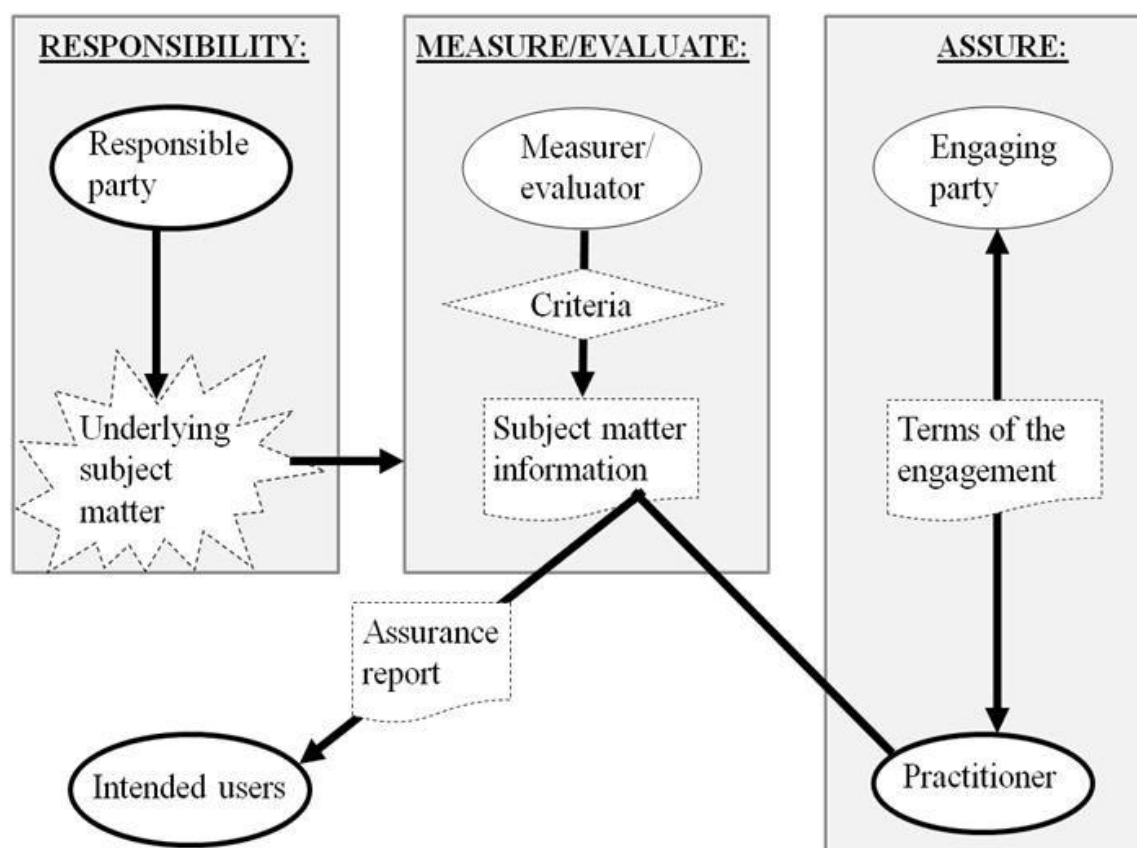 RESPONSIBILITY:
Responsible
party
Underlying
subject
matter
MEASURE/EVALUATE:
Measurer/
evaluator
Criteria
Subject matter
information
ASSURE:
Engaging
party
Terms of the
engagement
Practitioner
Assurance
report
Intended users